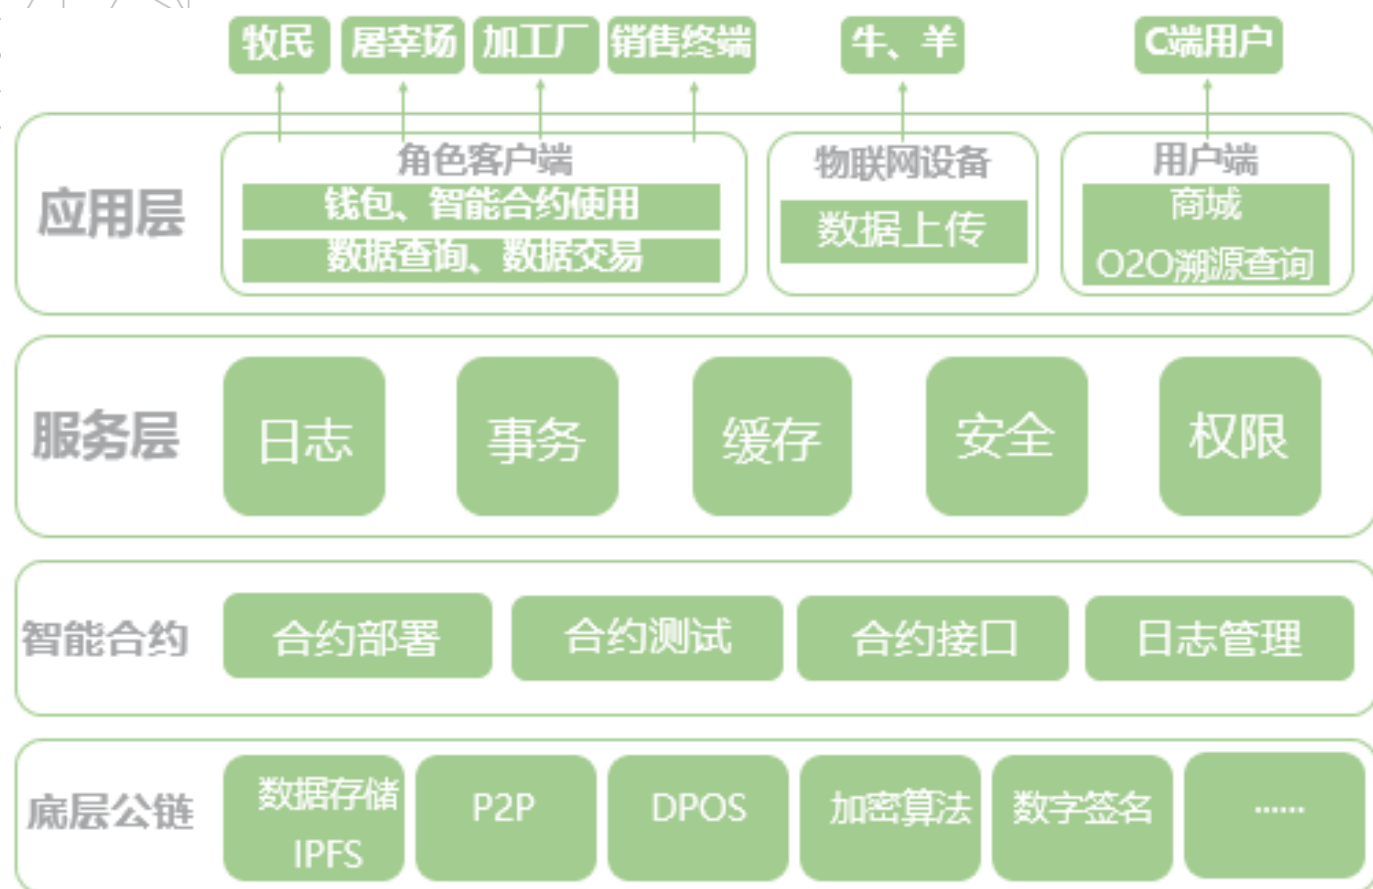 牧民
屠宰场
加工厂
销售终端
牛、羊
C端用户
应用层
角色客户端
钱包、智能合约使用
数据查询、数据交易
物联网设备
数据上传
用户端
商城
O2O溯源查询
服务层
日志
事务
缓存
安全
权限
智能合约
合约部署
合约测试
合约接口
日志管理
底层公链
数据存储
IPFS
P2P
DPOS
加密算法
数字签名
······